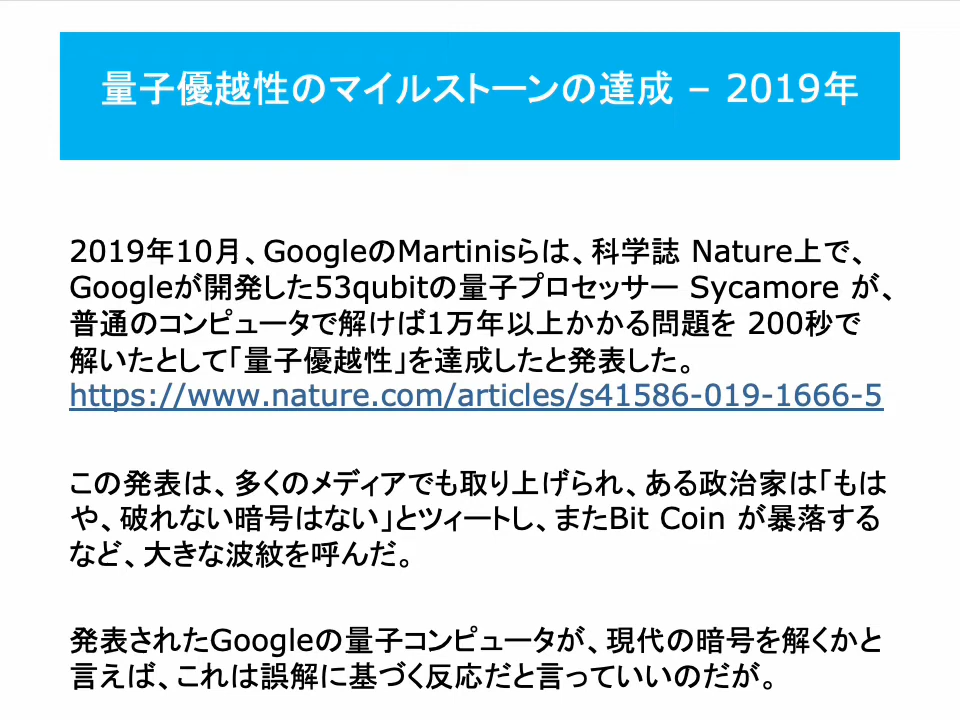 量子優越性のマイルストーンの達成 – 2019年
2019年10月、GoogleのMartinisらは、科学誌 Nature上で、
Googleが開発した53qubitの量子プロセッサー Sycamore が、
普通のコンピュータで解けば1万年以上かかる問題を 200秒で
解いたとして「量子優越性」を達成したと発表した。
https://www.nature.com/articles/s41586-019-1666-5
この発表は、多くのメディアでも取り上げられ、ある政治家は「もは
や、破れない暗号はない」とツィートし、またBit Coin が暴落する
など、大きな波紋を呼んだ。
発表されたGoogleの量子コンピュータが、現代の暗号を解くかと
言えば、これは誤解に基づく反応だと言っていいのだが。